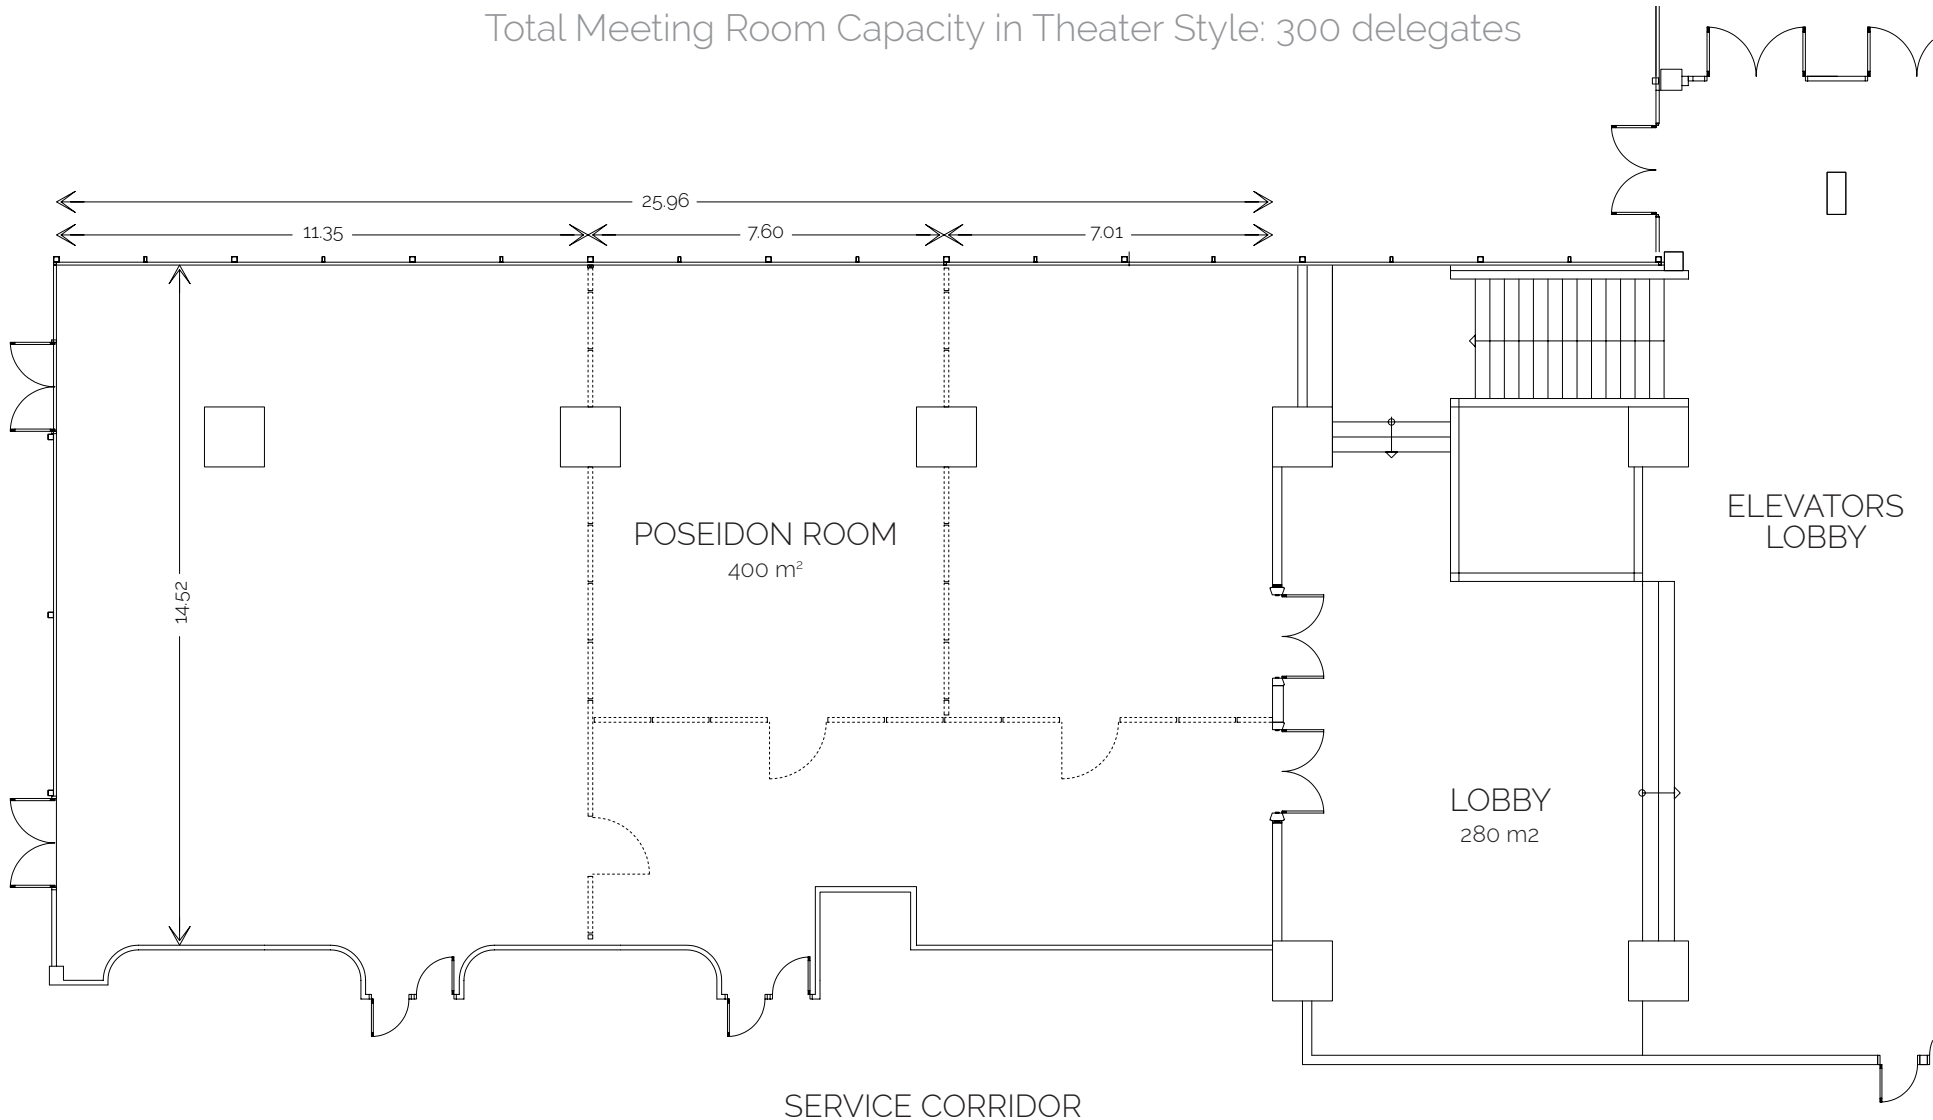 Total Meeting Room Capacity in Theater Style: 300 delegates
25.96
11.35
7.60
7.01
14.52
POSEIDON ROOM
400 m²
ELEVATORS
LOBBY
LOBBY
280 m2
SERVICE CORRIDOR